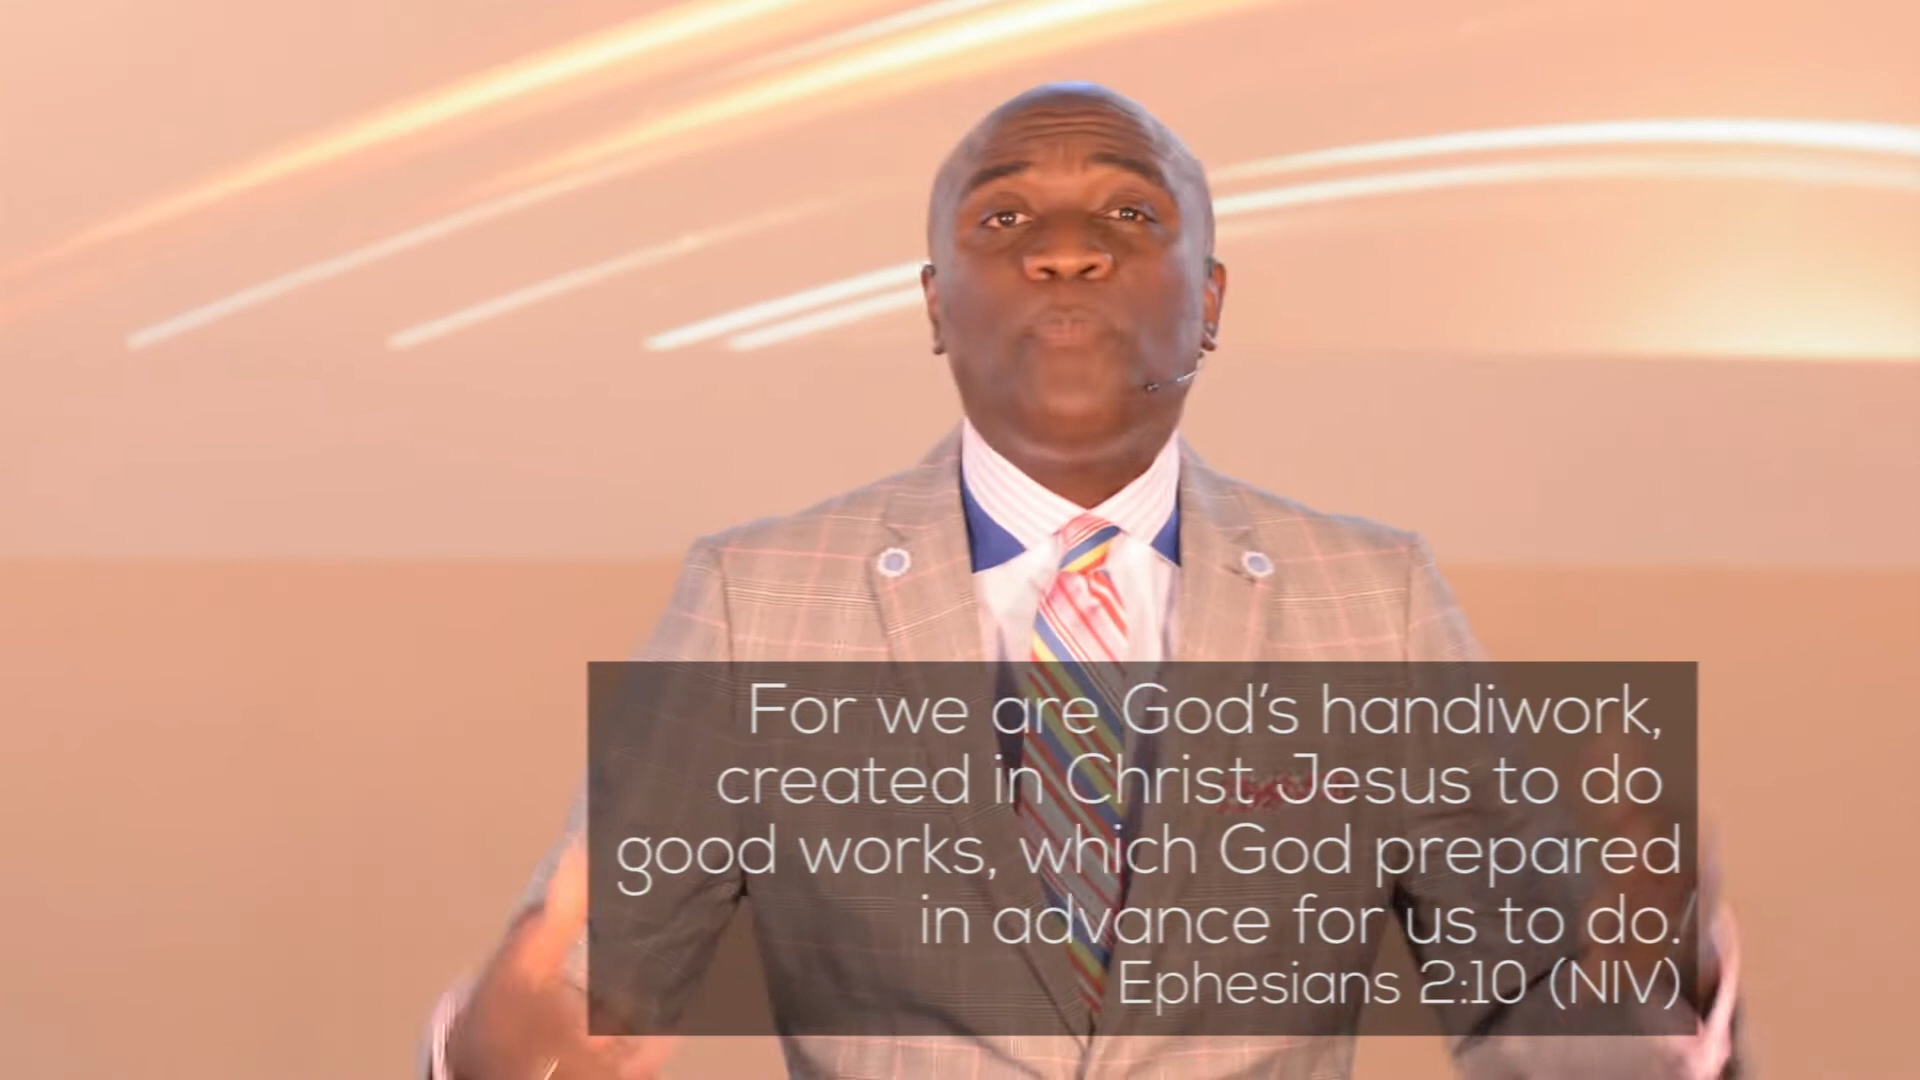 For we are God's handiwork,
created in Christ Jesus to do
good works, which God prepared
in advance for us to do.
Ephesians 2:10 (NIV)